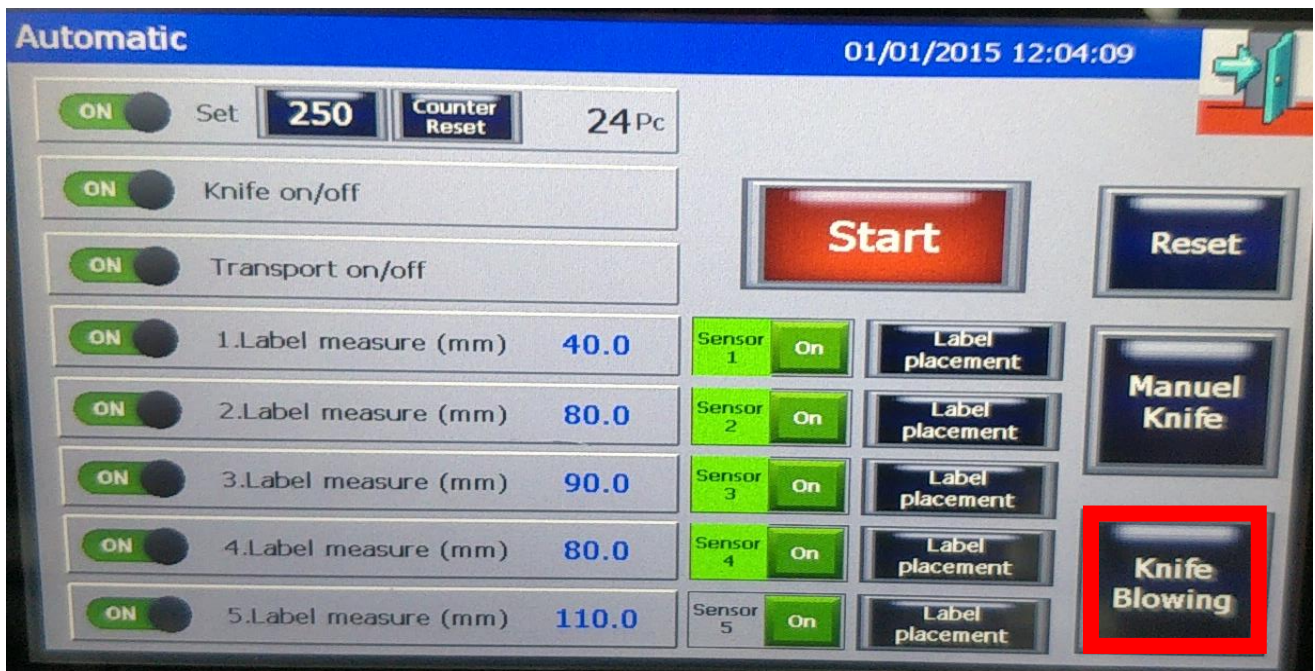 Automatic
01/01/2015 12:04:09
ON Set 250 Counter Reset 24 Pc
ON Knife on/off
ON Transport on/off
Start
Reset
ON 1.Label measure (mm) 40.0 Sensor 1 On Label placement
ON 2.Label measure (mm) 80.0 Sensor 2 On Label placement
Manuel Knife
ON 3.Label measure (mm) 90.0 Sensor 3 On Label placement
ON 4.Label measure (mm) 80.0 Sensor 4 On Label placement
Knife Blowing
ON 5.Label measure (mm) 110.0 Sensor 5 On Label placement